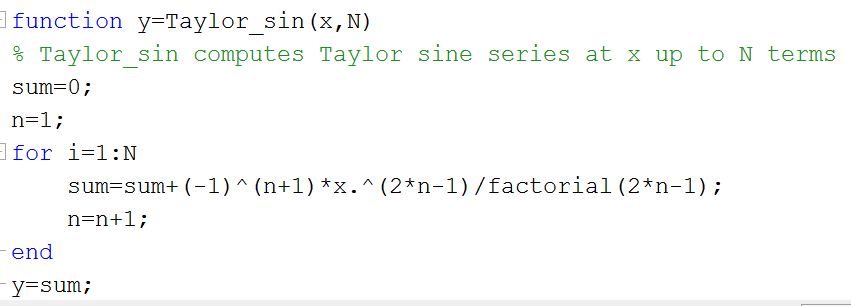 function y=Taylor_sin(x,N)
% Taylor_sin computes Taylor sine series at x up to N terms
sum=0;
n=1;
for i=1:N
    sum=sum+(-1)^(n+1)*x.^(2*n-1)/factorial(2*n-1);
    n=n+1;
end
y=sum;